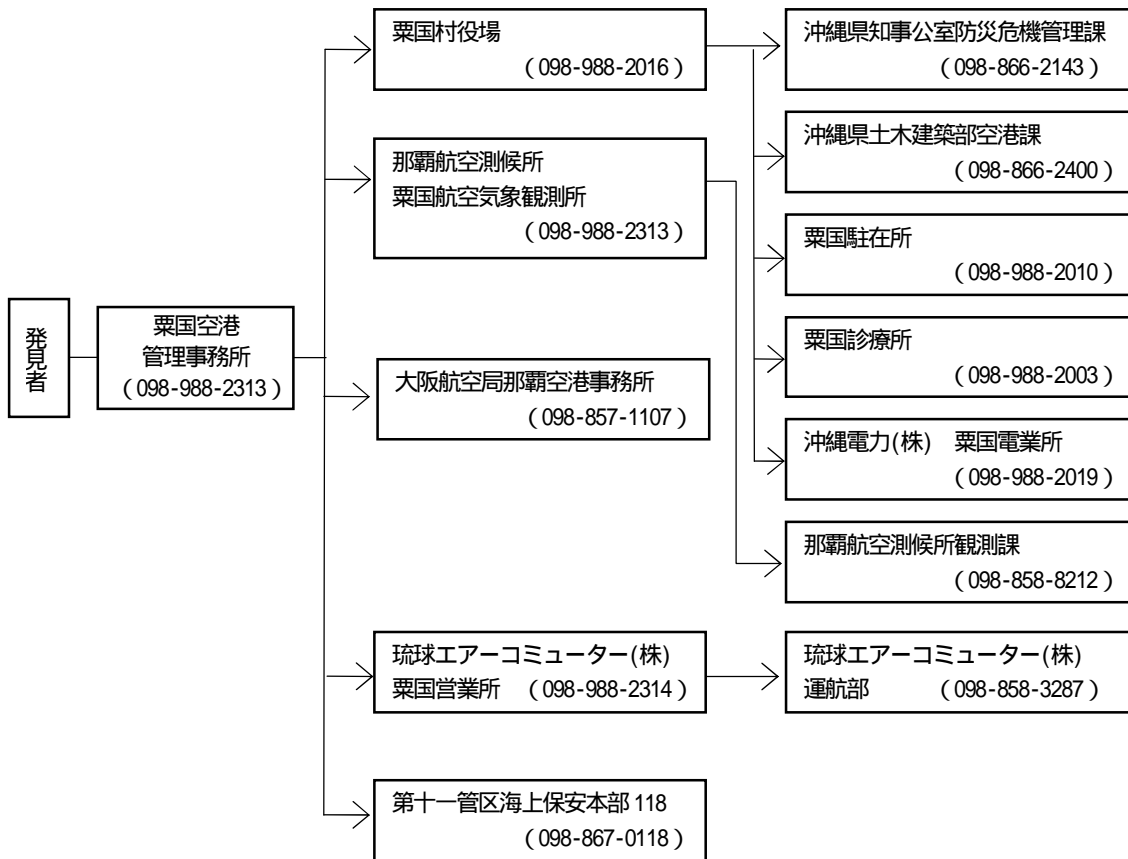 発見者
粟国空港
管理事務所
（098-988-2313）
粟国村役場
（098-988-2016）
那覇航空測候所
粟国航空気象観測所
（098-988-2313）
大阪航空局那覇空港事務所
（098-857-1107）
琉球エアーコミューター(株)
粟国営業所　（098-988-2314）
第十一管区海上保安本部 118
（098-867-0118）
沖縄県知事公室防災危機管理課
（098-866-2143）
沖縄県土木建築部空港課
（098-866-2400）
粟国駐在所
（098-988-2010）
粟国診療所
（098-988-2003）
沖縄電力(株)　粟国電業所
（098-988-2019）
那覇航空測候所観測課
（098-858-8212）
琉球エアーコミューター(株)
運航部　（098-858-3287）